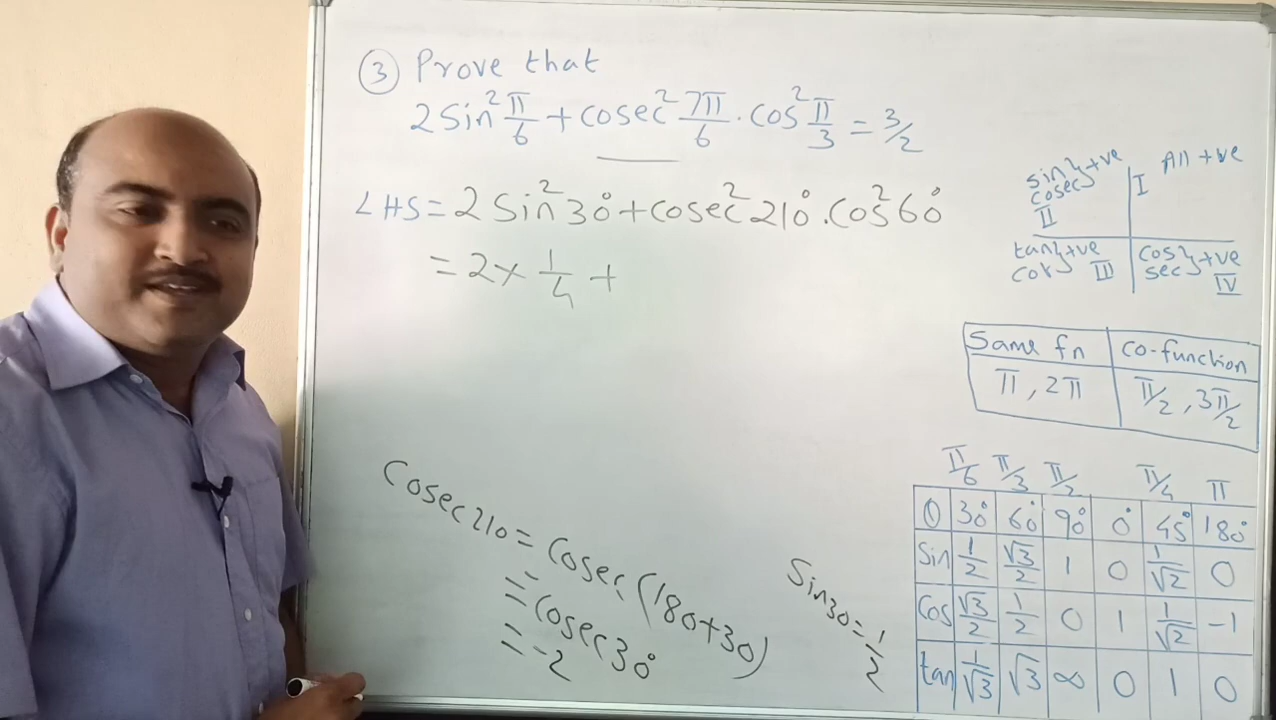 ③ Prove that
2 Sin² π/6 + cosec² 7π/6 . cos² π/3 = 3/2
LHS = 2 Sin² 30° + cosec² 210° . Cos² 60°
= 2 × 1/4 +
sin cosec } +ve II
I All +ve
tan cot } +ve III
cos sec } +ve IV
Same fn | co-function
π , 2π | π/2 , 3π/2
π/6 π/3 π/2 π/4 π
θ 30° 60° 90° 0° 45° 180°
Sin 1/2 √3/2 1 0 1/√2 0
Cos √3/2 1/2 0 1 1/√2 -1
tan 1/√3 √3 ∞ 0 1 0
Cosec 210 = Cosec (180+30)
= cosec 30°
= -2
Sin 30 = 1/2